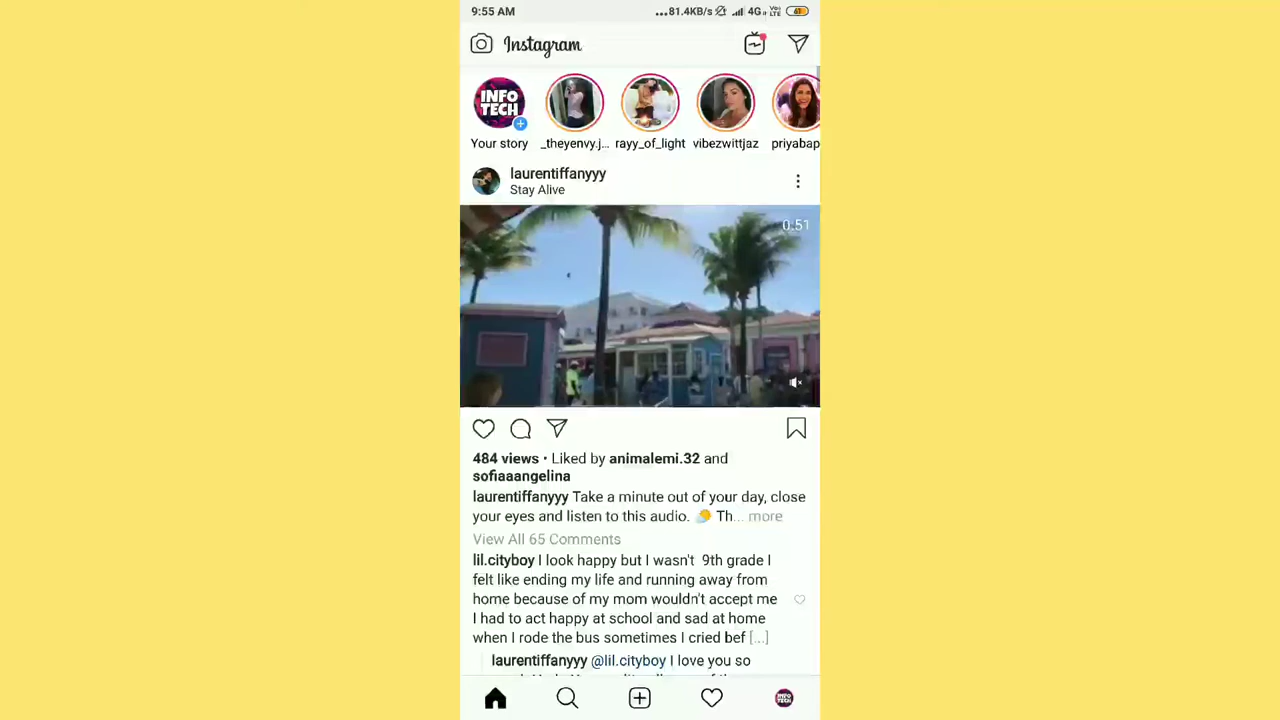 9:55 AM
...81.4KB/s 4G Vo LTE 61
Instagram
INFO
TECH
Your story
_theyenvy.j...
rayy_of_light
vibezwittjaz
priyabap
laurentiffanyyy
Stay Alive
0:51
484 views • Liked by animalemi.32 and
sofiaaangelina
laurentiffanyyy Take a minute out of your day, close
your eyes and listen to this audio. 🌤 Th... more
View All 65 Comments
lil.cityboy I look happy but I wasn't 9th grade I
felt like ending my life and running away from
home because of my mom wouldn't accept me
I had to act happy at school and sad at home
when I rode the bus sometimes I cried bef [...]
laurentiffanyyy @lil.cityboy I love you so
INFO
TECH